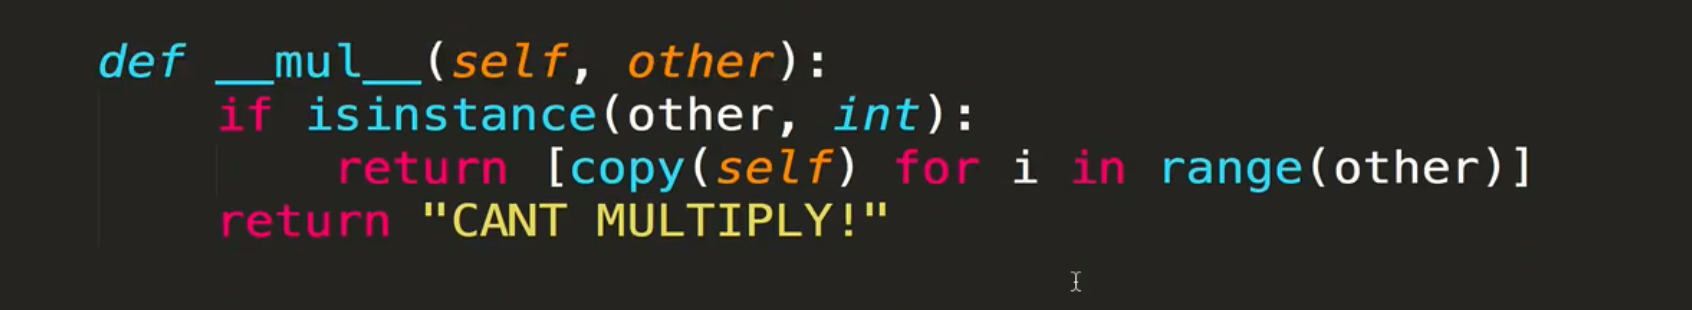 def __mul__(self, other):
    if isinstance(other, int):
        return [copy(self) for i in range(other)]
    return "CANT MULTIPLY!"